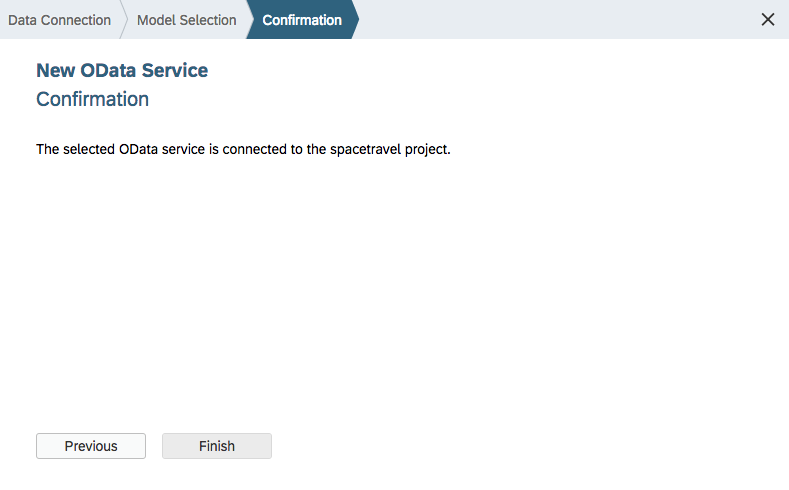 Data Connection Model Selection Confirmation
New OData Service
Confirmation
The selected OData service is connected to the spacetravel project.
Previous Finish